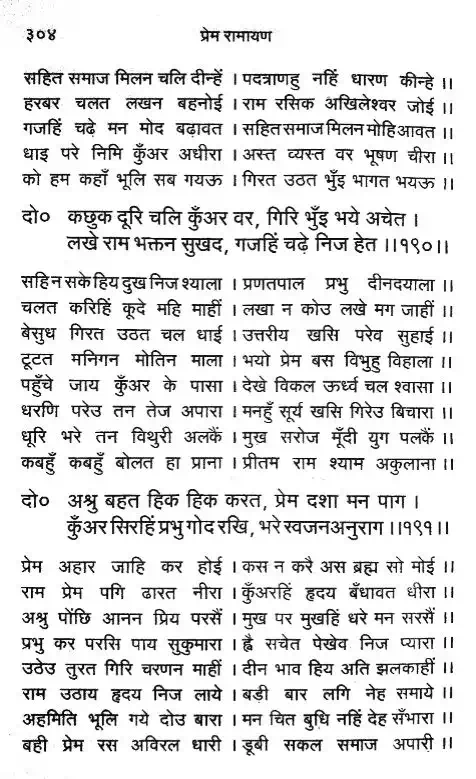 ३०४ प्रेम रामायण
सहित समाज मिलन चलि दीन्हें । पदत्राणहु नहिं धारण कीन्हे ।।
हरबर चलत लखन बहनोई । राम रसिक अखिलेश्वर जोई ।।
गजहिं चढ़े मन मोद बढ़ावत । सहित समाज मिलन मोहि आवत ।
धाइ परे निमि कुँअर अधीरा । अस्त व्यस्त वर भूषण चीरा ।।
को हम कहाँ भूलि सब गयऊ । गिरत उठत भुँइ भागत भयऊ ।।
दो० कछुक दूरि चलि कुँअर वर, गिरि भुँइ भये अचेत ।
लखे राम भक्तन सुखद, गजहिं चढ़े निज हेत ।।१९०।।
सहि न सके हिय दुख निज श्याला । प्रणतपाल प्रभु दीनदयाला ।।
चलत करिहिं कूदे महि माहीं । लखा न कोउ लखे मग जाहीं ।।
बेसुध गिरत उठत चल धाई । उत्तरीय खसि परेव सुहाई ।।
टूटत मनिगन मोतिन माला । भयो प्रेम बस विभुहु विहाला ।।
पहुँचे जाय कुँअर के पासा । देखे विकल ऊर्ध्व चल श्वासा ।।
धरणि परेउ तन तेज अपारा । मनहुँ सूर्य खसि गिरेउ बिचारा ।।
धूरि भरे तन विथुरी अलकैं । मुख सरोज मूँदी युग पलकैं ।।
कबहुँ कबहुँ बोलत हा प्राना । प्रीतम राम श्याम अकुलाना ।।
दो० अश्रु बहत हिक हिक करत, प्रेम दशा मन पाग ।
कुँअर सिरहिं प्रभु गोद रखि, भरे स्वजन अनुराग ।।१९१।।
प्रेम अहार जाहि कर होई । कस न करै अस ब्रह्म सो मोई ।।
राम प्रेम पगि ढारत नीरा । कुँअरहिं हृदय बँधावत धीरा ।।
अश्रु पोंछि आनन प्रिय परसैं । मुख पर मुखहिं धरे मन सरसैं ।।
प्रभु कर परसि पाय सुकुमारा । ह्वै सचेत पेखेव निज प्यारा ।।
उठेउ तुरत गिरि चरणन माहीं । दीन भाव हिय अति झलकाहीं ।।
राम उठाय हृदय निज लाये । बड़ी बार लगि नेह समाये ।।
अहमिति भूलि गये दोउ बारा । मन चित बुधि नहिं देह सँभारा ।।
बही प्रेम रस अविरल धारी । डूबी सकल समाज अपारी ।।